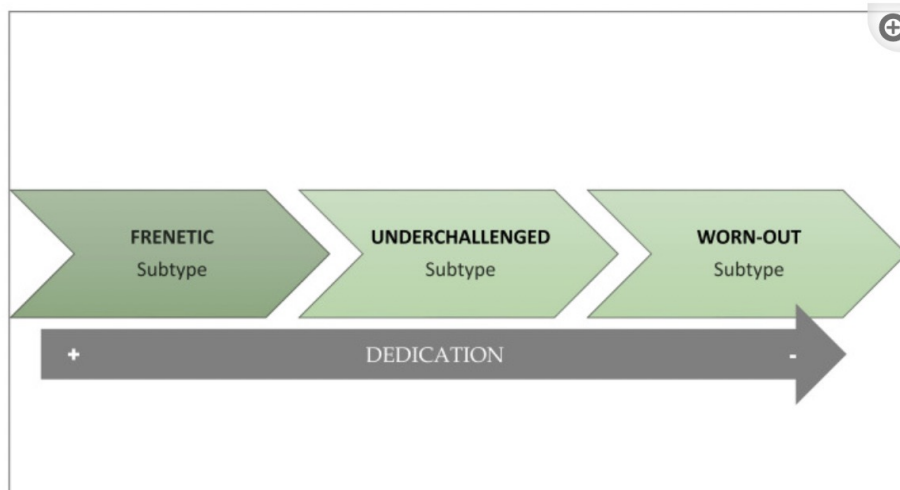 FRENETIC
Subtype
UNDERCHALLENGED
Subtype
WORN-OUT
Subtype
+ DEDICATION -